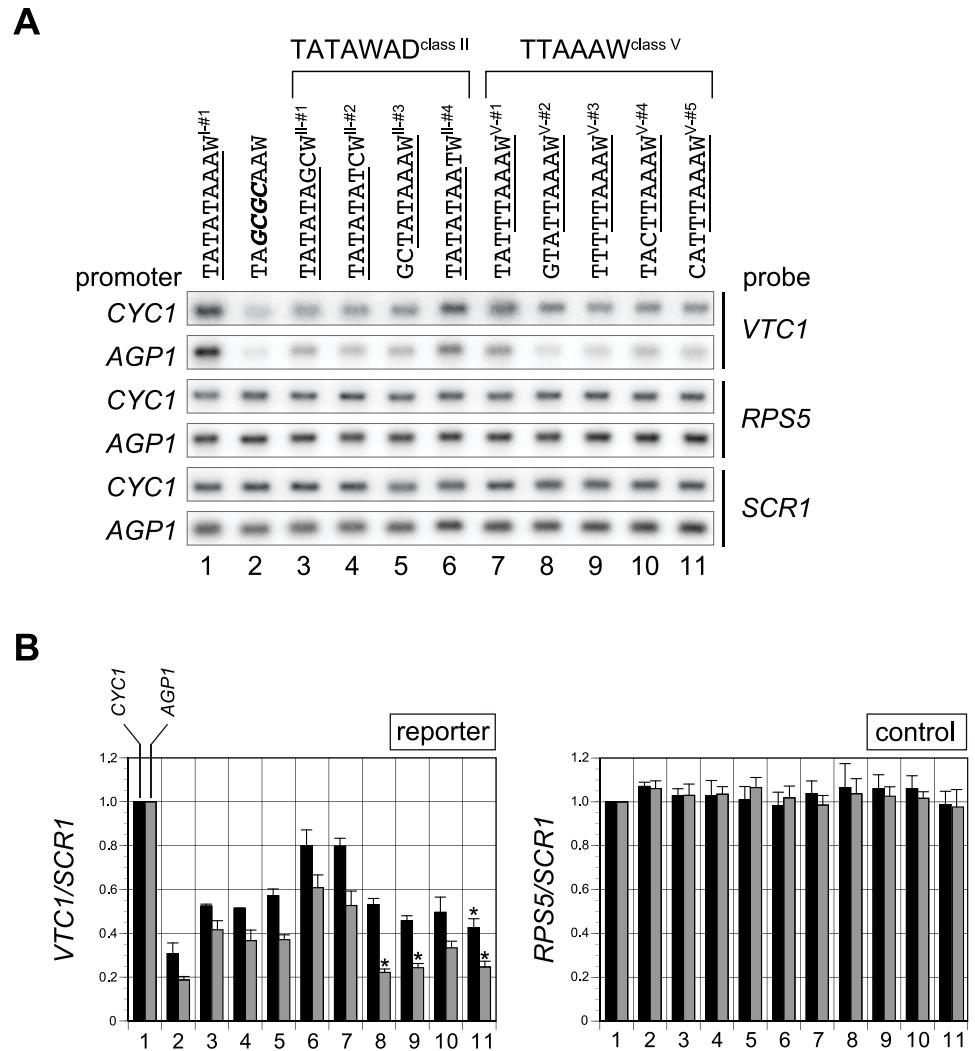 A
TATAWAD^class II TTAAAW^class V
TATATAAAW^I-#1 TAGCGCAAW TATATAGCW^II-#1 TATATATCW^II-#2 GCTATAAAW^II-#3 TATATAATW^II-#4 TATTTAAAW^V-#1 GTATTAAAW^V-#2 TTTTTAAAW^V-#3 TACTTAAAW^V-#4 CATTTAAAW^V-#5
promoter probe
CYC1
VTC1
AGP1
CYC1
RPS5
AGP1
CYC1
SCR1
AGP1
1 2 3 4 5 6 7 8 9 10 11
B
CYC1 AGP1
reporter control
VTC1/SCR1
1.2
1.0
0.8
0.6
0.4
0.2
0
* * * * *
1 2 3 4 5 6 7 8 9 10 11
RPS5/SCR1
1.2
1.0
0.8
0.6
0.4
0.2
0
1 2 3 4 5 6 7 8 9 10 11